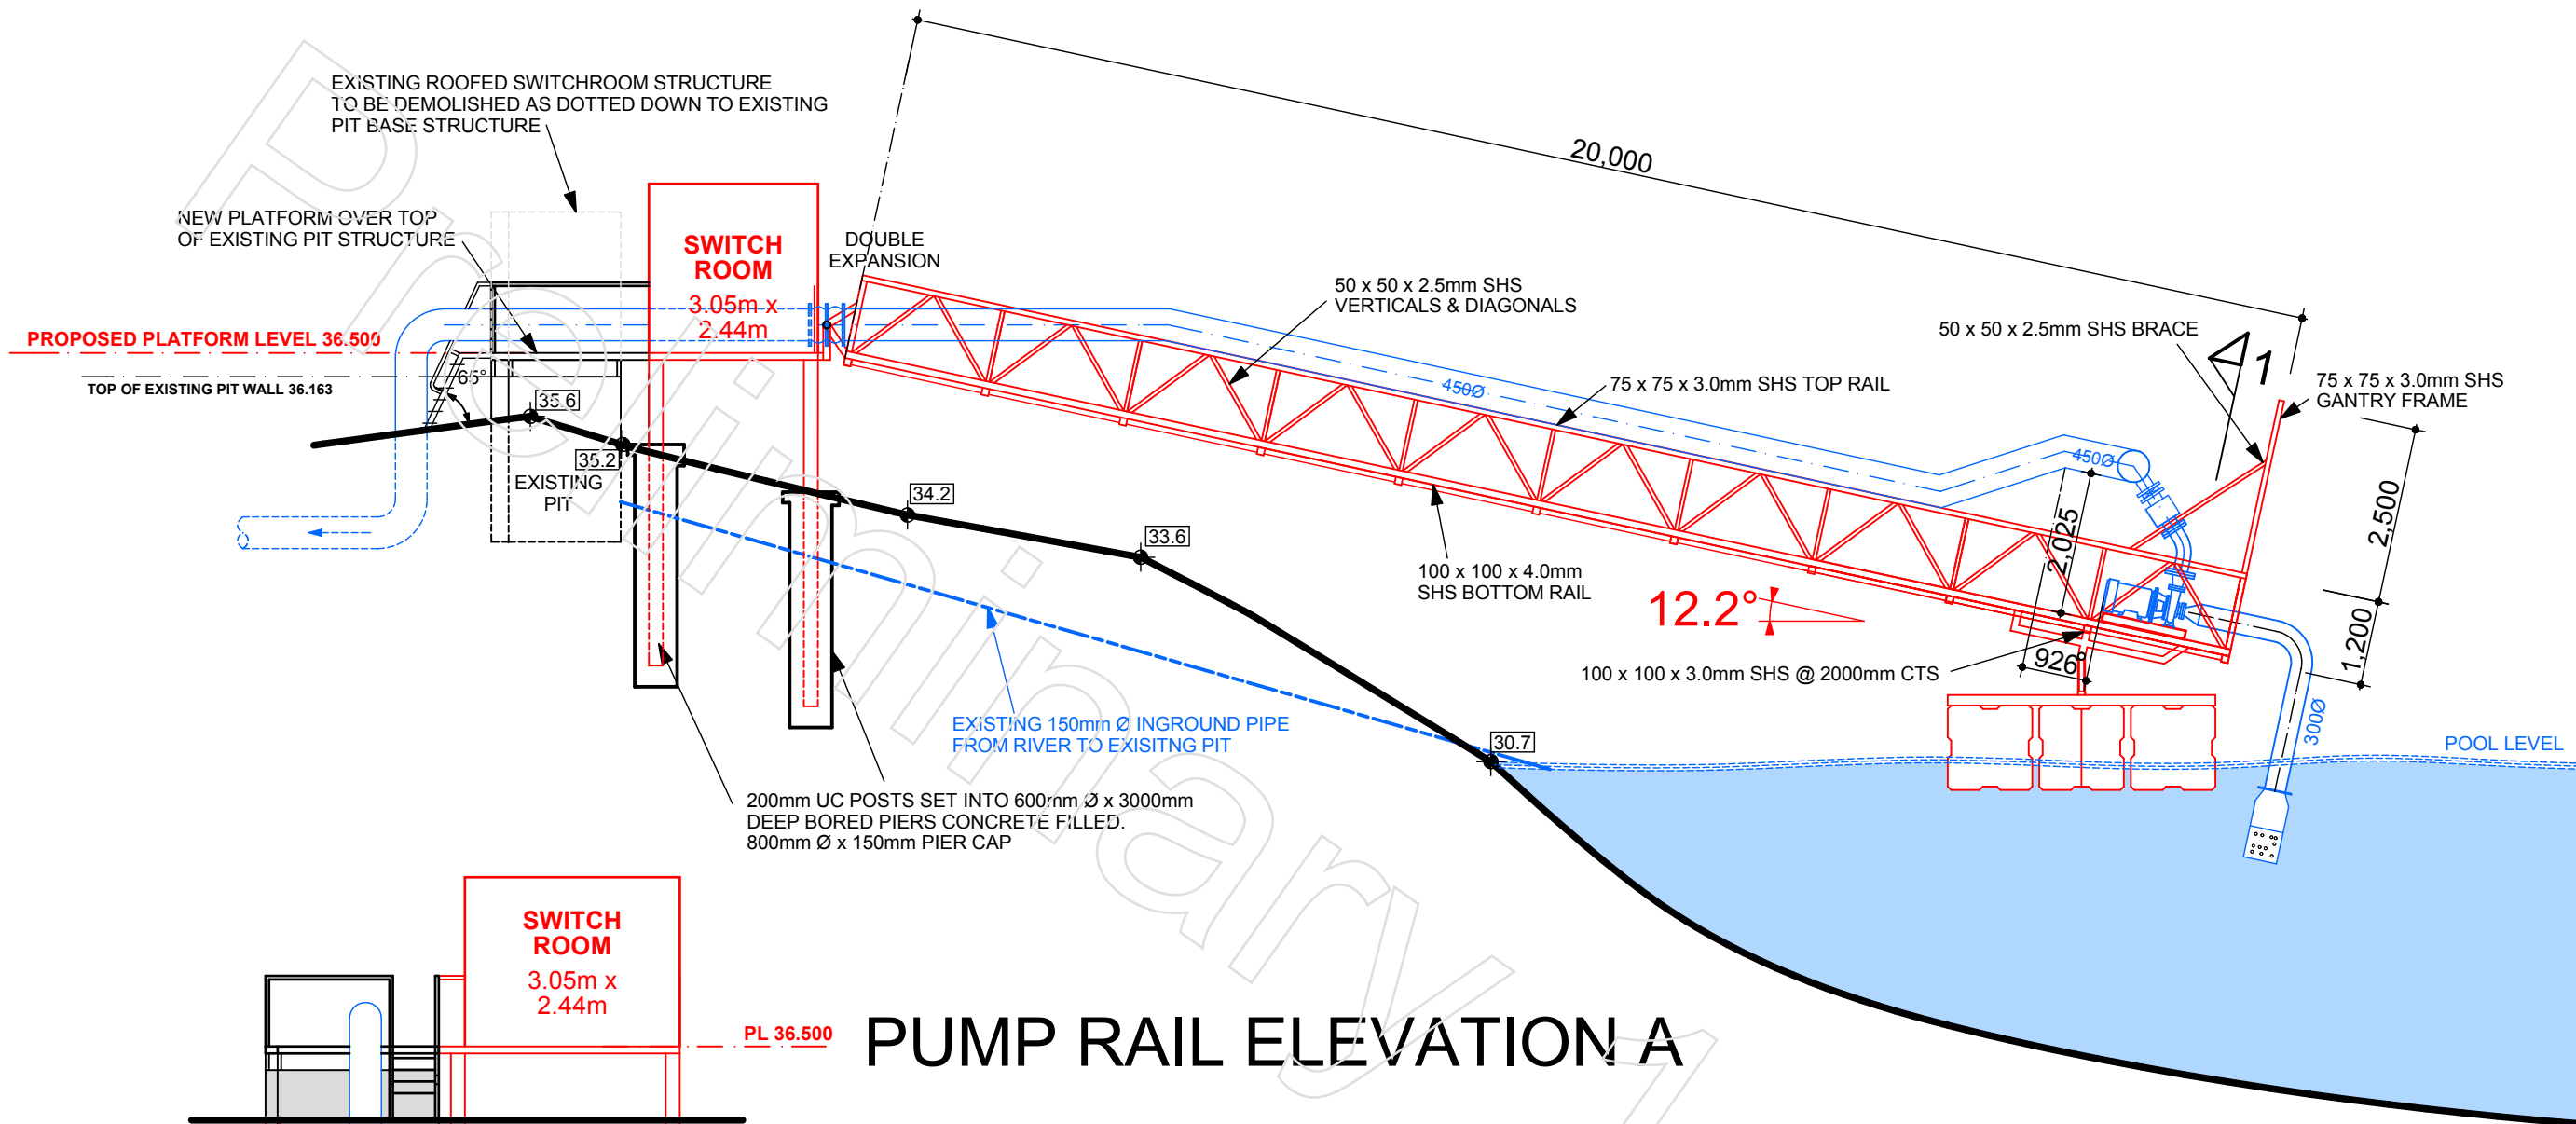 EXISTING ROOFED SWITCHROOM STRUCTURE
TO BE DEMOLISHED AS DOTTED DOWN TO EXISTING
PIT BASE STRUCTURE
20,000
NEW PLATFORM OVER TOP
OF EXISTING PIT STRUCTURE
SWITCH
ROOM
3.05m x
2.44m
DOUBLE
EXPANSION
50 x 50 x 2.5mm SHS
VERTICALS & DIAGONALS
50 x 50 x 2.5mm SHS BRACE
1
PROPOSED PLATFORM LEVEL 36.500
TOP OF EXISTING PIT WALL 36.163
65°
450Ø
75 x 75 x 3.0mm SHS TOP RAIL
75 x 75 x 3.0mm SHS
GANTRY FRAME
35.6
35.2
EXISTING
PIT
34.2
33.6
450Ø
2,025
2,500
100 x 100 x 4.0mm
SHS BOTTOM RAIL
12.2°
1,200
926
100 x 100 x 3.0mm SHS @ 2000mm CTS
EXISTING 150mm Ø INGROUND PIPE
FROM RIVER TO EXISITNG PIT
30.7
300Ø
POOL LEVEL
200mm UC POSTS SET INTO 600mm Ø x 3000mm
DEEP BORED PIERS CONCRETE FILLED.
800mm Ø x 150mm PIER CAP
SWITCH
ROOM
3.05m x
2.44m
PL 36.500
PUMP RAIL ELEVATION A
Preliminary 1